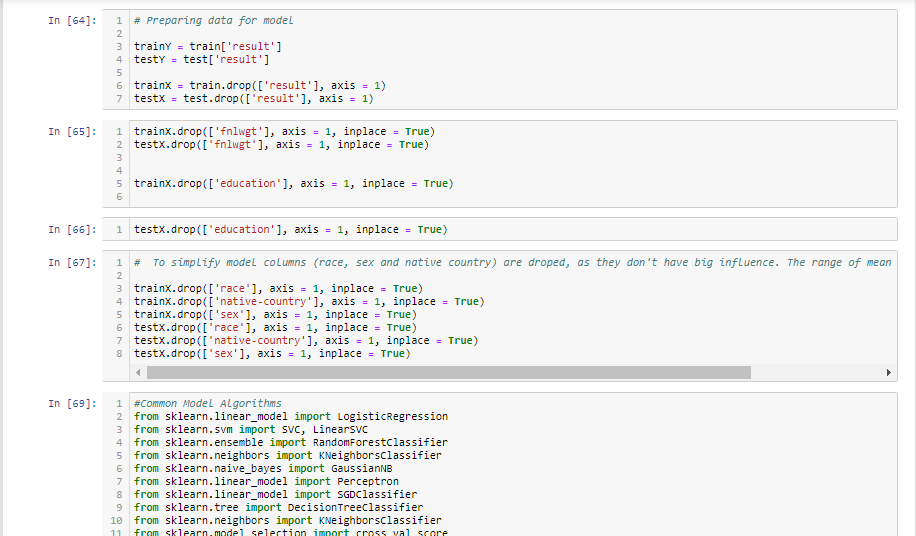 In [64]:
1 # Preparing data for model
2
3 trainY = train['result']
4 testY = test['result']
5
6 trainX = train.drop(['result'], axis = 1)
7 testX = test.drop(['result'], axis = 1)
In [65]:
1 trainX.drop(['fnlwgt'], axis = 1, inplace = True)
2 testX.drop(['fnlwgt'], axis = 1, inplace = True)
3
4
5 trainX.drop(['education'], axis = 1, inplace = True)
6
In [66]:
1 testX.drop(['education'], axis = 1, inplace = True)
In [67]:
1 #  To simplify model columns (race, sex and native country) are droped, as they don't have big influence. The range of mean
2
3 trainX.drop(['race'], axis = 1, inplace = True)
4 trainX.drop(['native-country'], axis = 1, inplace = True)
5 trainX.drop(['sex'], axis = 1, inplace = True)
6 testX.drop(['race'], axis = 1, inplace = True)
7 testX.drop(['native-country'], axis = 1, inplace = True)
8 testX.drop(['sex'], axis = 1, inplace = True)
In [69]:
1 #Common Model Algorithms
2 from sklearn.linear_model import LogisticRegression
3 from sklearn.svm import SVC, LinearSVC
4 from sklearn.ensemble import RandomForestClassifier
5 from sklearn.neighbors import KNeighborsClassifier
6 from sklearn.naive_bayes import GaussianNB
7 from sklearn.linear_model import Perceptron
8 from sklearn.linear_model import SGDClassifier
9 from sklearn.tree import DecisionTreeClassifier
10 from sklearn.neighbors import KNeighborsClassifier
11 from sklearn.model_selection import cross_val_score